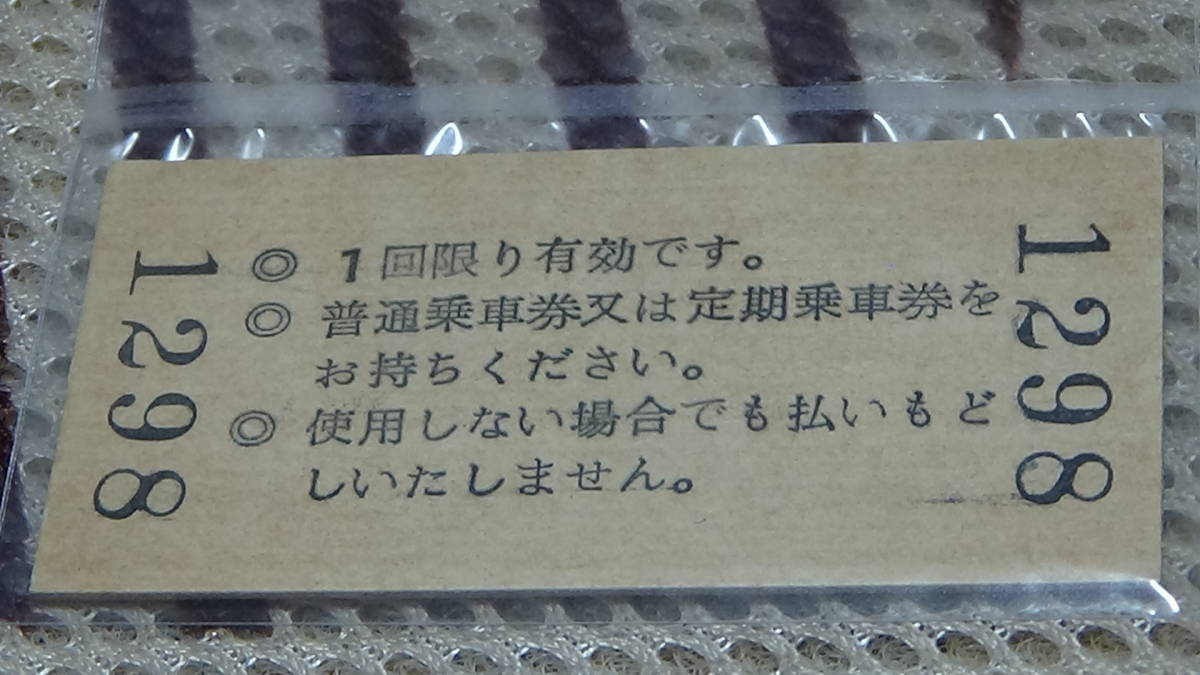 1298
◎ 1回限り有効です。
◎ 普通乗車券又は定期乗車券を
お持ちください。
◎ 使用しない場合でも払いもど
しいたしません。
1298